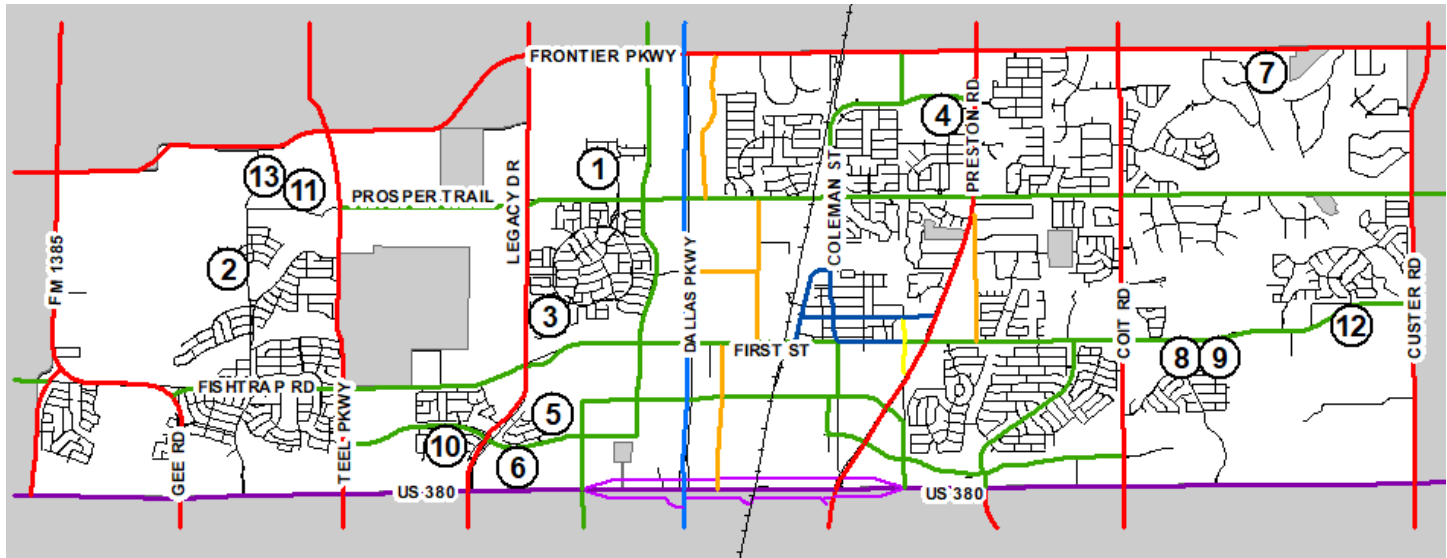 FRONTIER PKWY
7
PRESTON RD
4
COLEMAN ST
1
13
11
PROSPER TRAIL
LEGACY DR
2
FM 1385
3
DALLAS PKWY
FIRST ST
COIT RD
CUSTER RD
12
8
9
FISHTRAP RD
TEEL PKWY
5
10
6
GEE RD
US 380
US 380